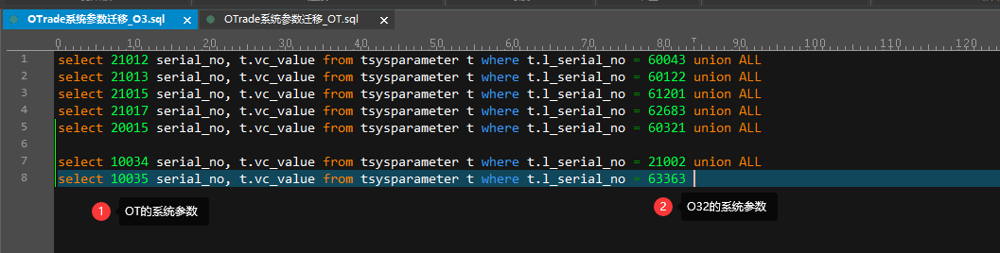 OTrade系统参数迁移_O3.sql × OTrade系统参数迁移_OT.sql ×
0 10 20 30 40 50 60 70 80 90 100 110 120
1 select 21012 serial_no, t.vc_value from tsysparameter t where t.l_serial_no = 60043 union ALL
2 select 21013 serial_no, t.vc_value from tsysparameter t where t.l_serial_no = 60122 union ALL
3 select 21015 serial_no, t.vc_value from tsysparameter t where t.l_serial_no = 61201 union ALL
4 select 21017 serial_no, t.vc_value from tsysparameter t where t.l_serial_no = 62683 union ALL
5 select 20015 serial_no, t.vc_value from tsysparameter t where t.l_serial_no = 60321 union ALL
6
7 select 10034 serial_no, t.vc_value from tsysparameter t where t.l_serial_no = 21002 union ALL
8 select 10035 serial_no, t.vc_value from tsysparameter t where t.l_serial_no = 63363
1 OT的系统参数 2 O32的系统参数